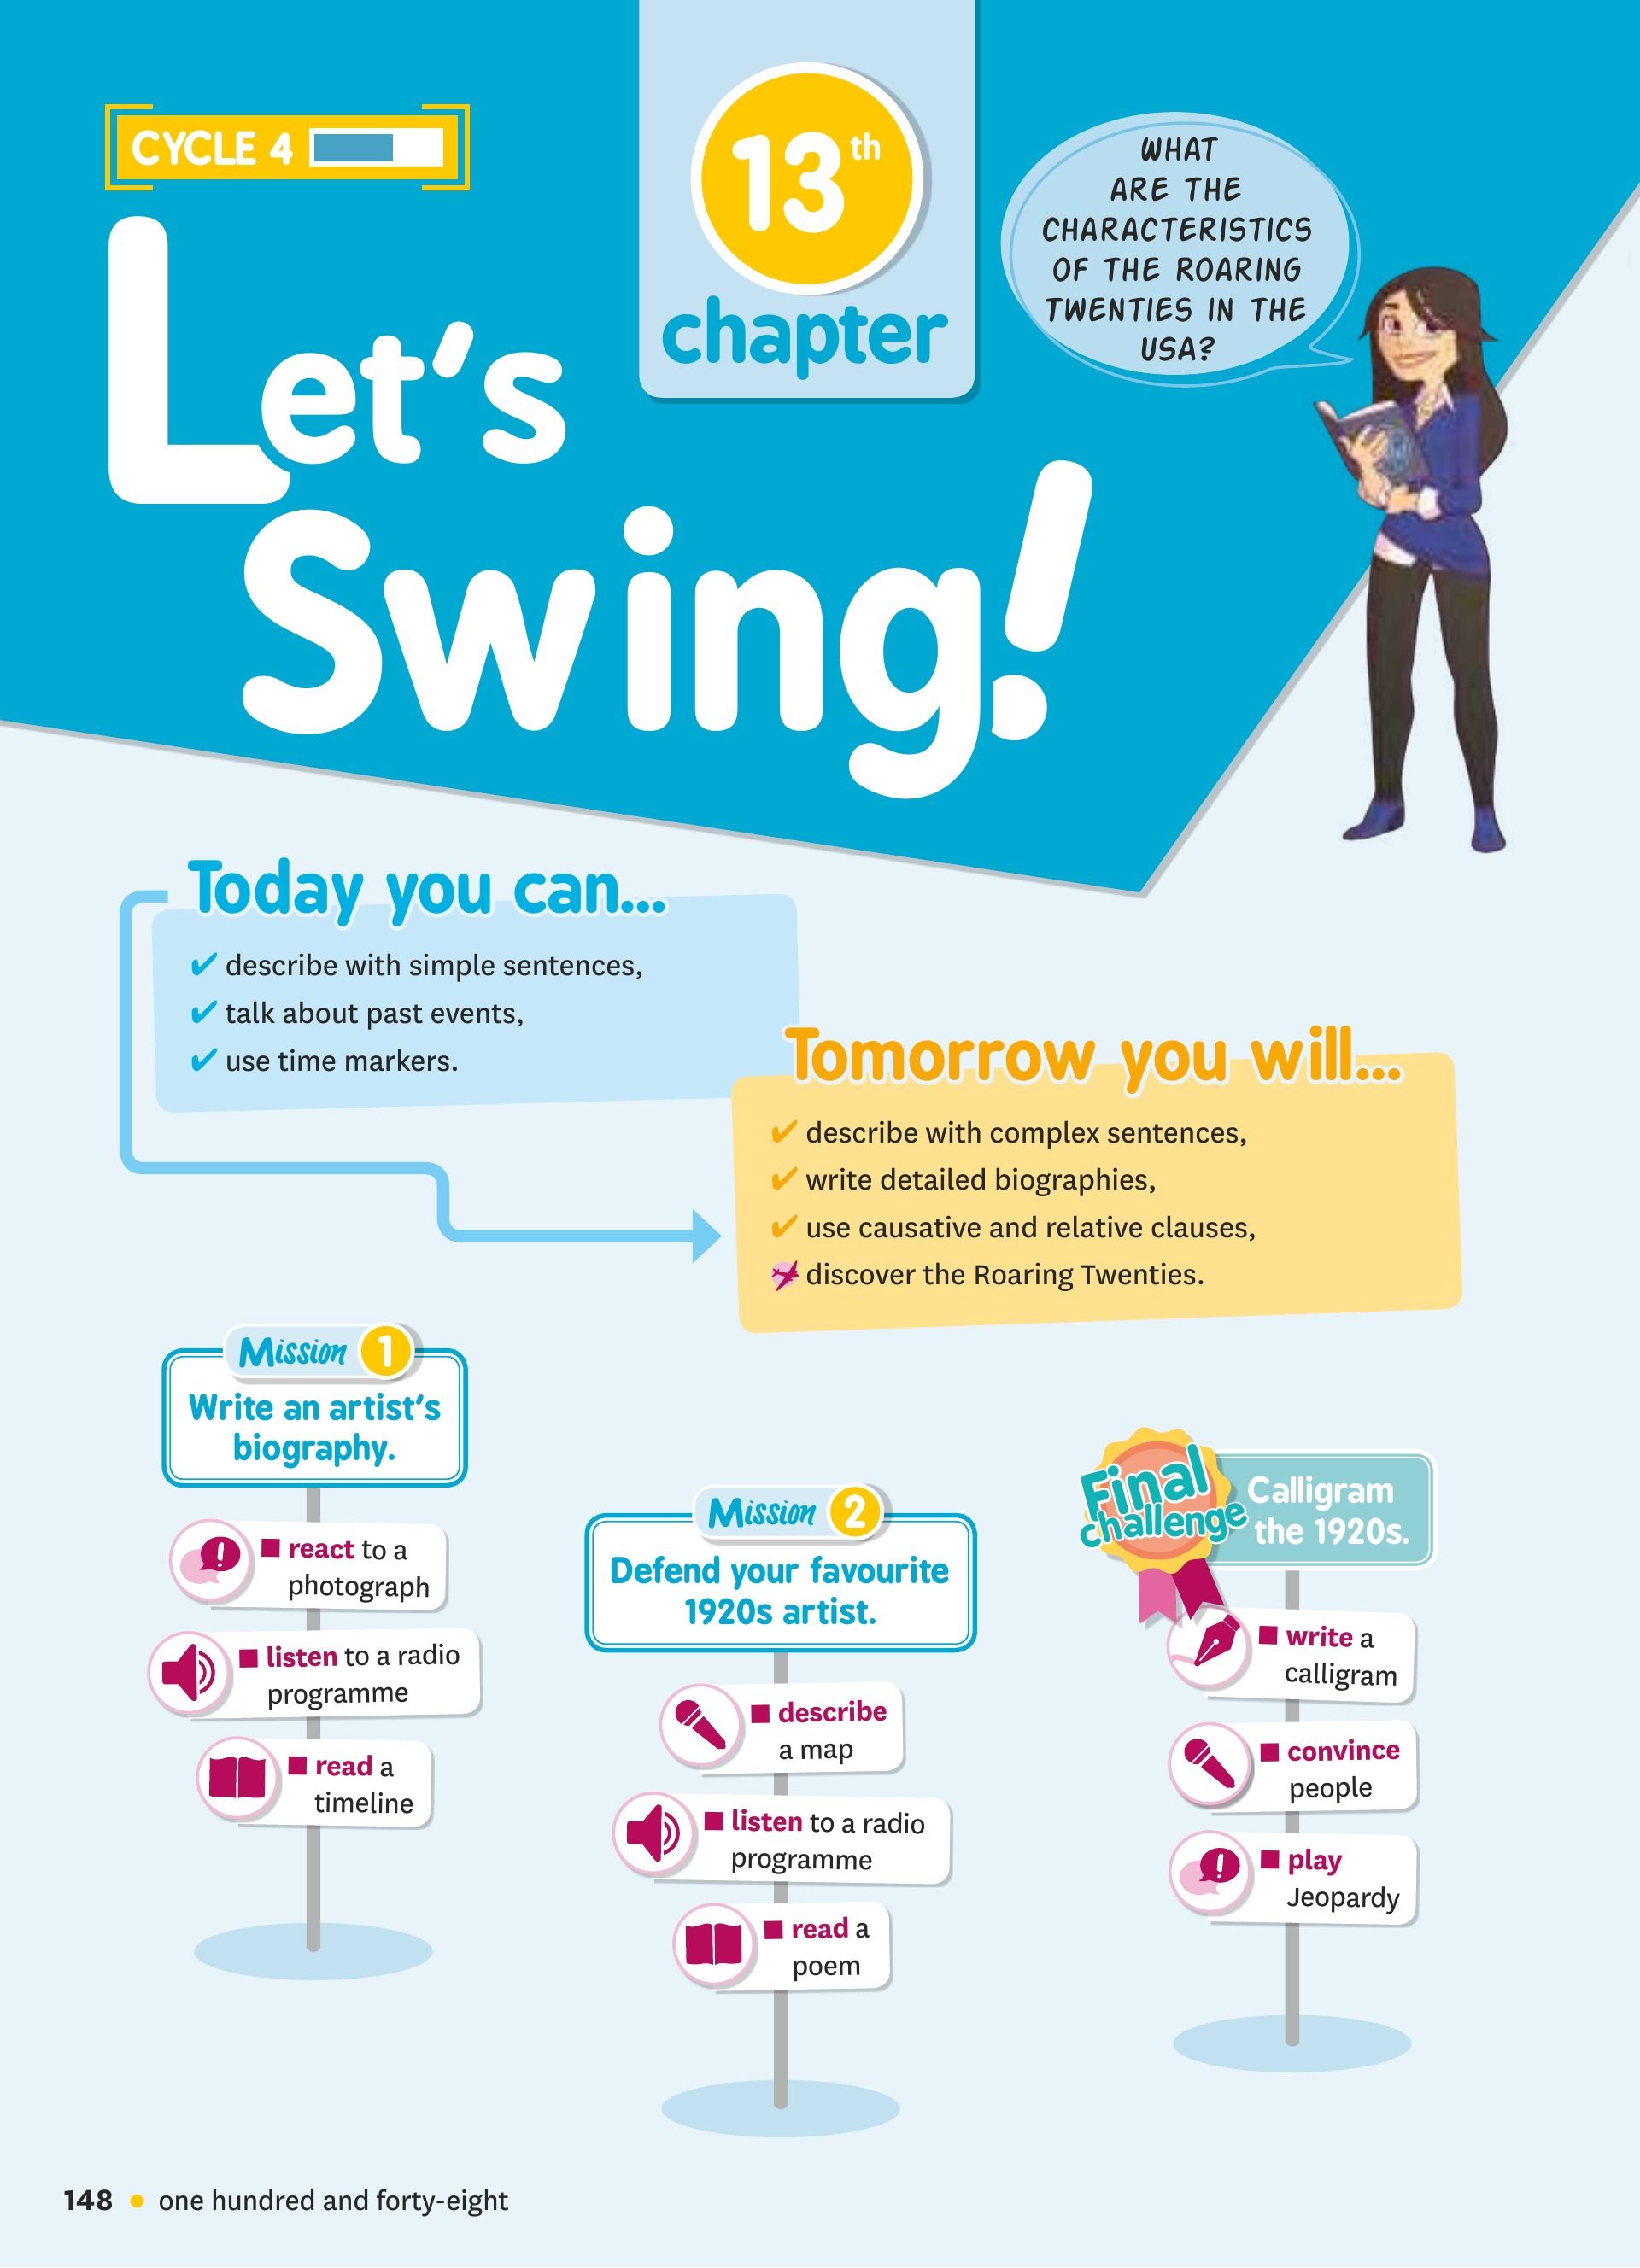 CYCLE 4
13th
chapter
WHAT
ARE THE
CHARACTERISTICS
OF THE ROARING
TWENTIES IN THE
USA?
Let's
Swing!
Today you can...
✔ describe with simple sentences,
✔ talk about past events,
✔ use time markers.
Tomorrow you will...
✔ describe with complex sentences,
✔ write detailed biographies,
✔ use causative and relative clauses,
discover the Roaring Twenties.
Mission 1
Write an artist's
biography.
■ react to a
photograph
■ listen to a radio
programme
■ read a
timeline
Mission 2
Defend your favourite
1920s artist.
■ describe
a map
■ listen to a radio
programme
■ read a
poem
Final
challenge
Calligram
the 1920s.
■ write a
calligram
■ convince
people
■ play
Jeopardy
148 • one hundred and forty-eight